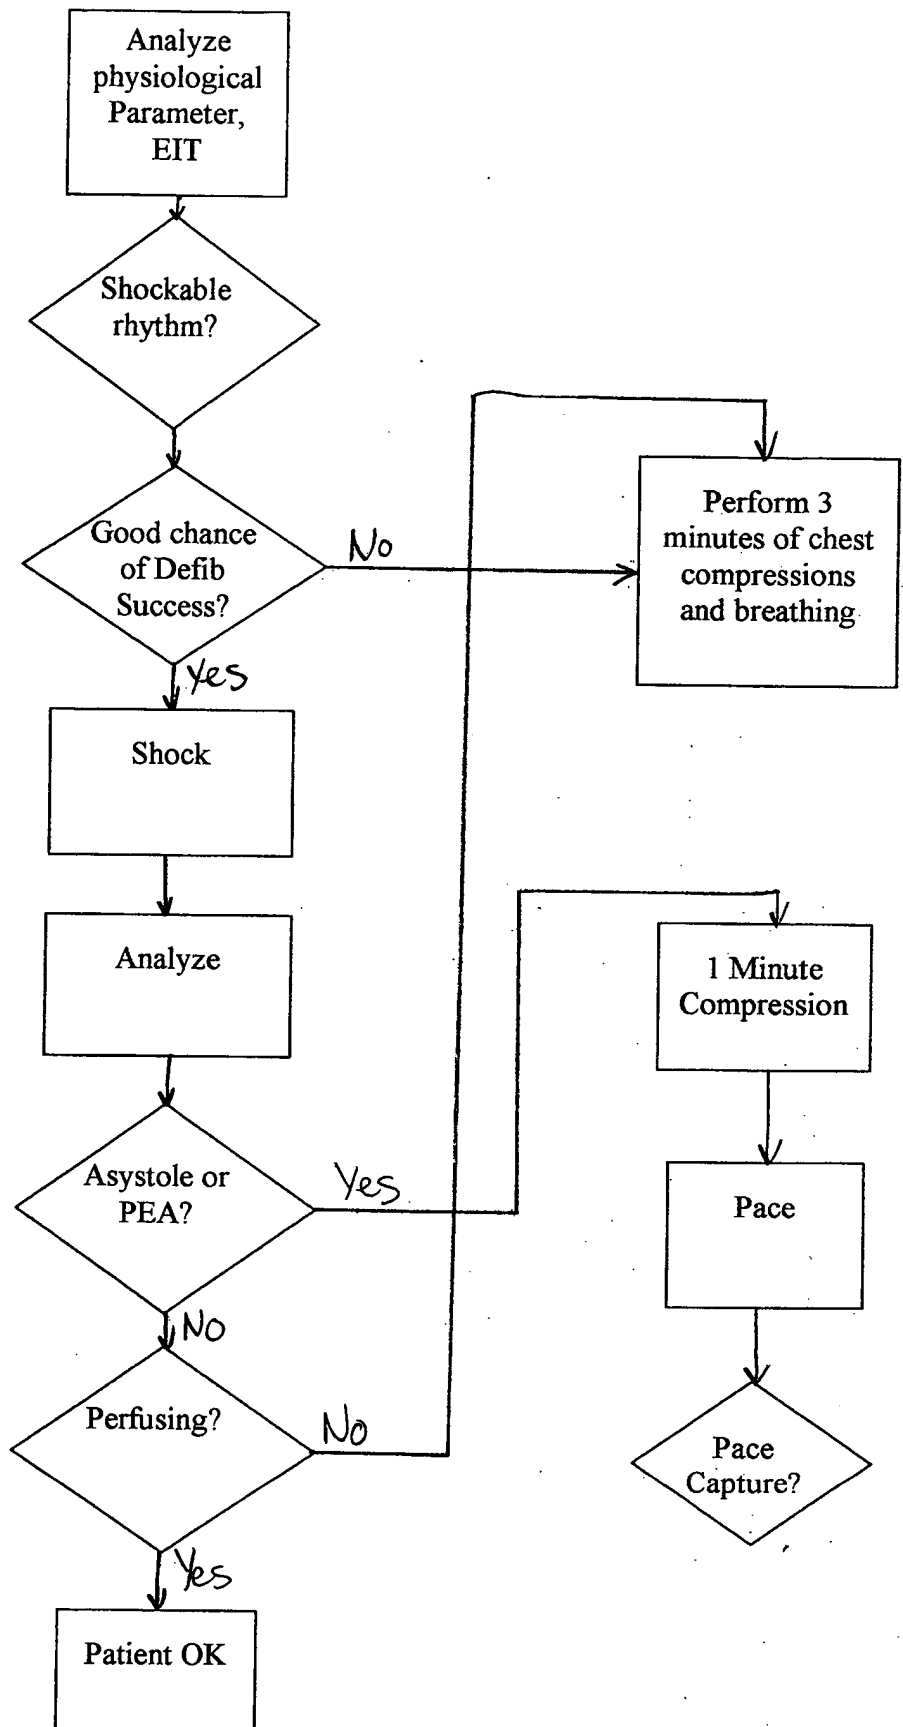 Analyze
physiological
Parameter,
EIT
Shockable
rhythm?
Good chance
of Defib
Success?
No
Perform 3
minutes of chest
compressions
and breathing
Yes
Shock
Analyze
1 Minute
Compression
Asystole or
PEA?
Yes
Pace
No
Perfusing?
No
Pace
Capture?
Yes
Patient OK